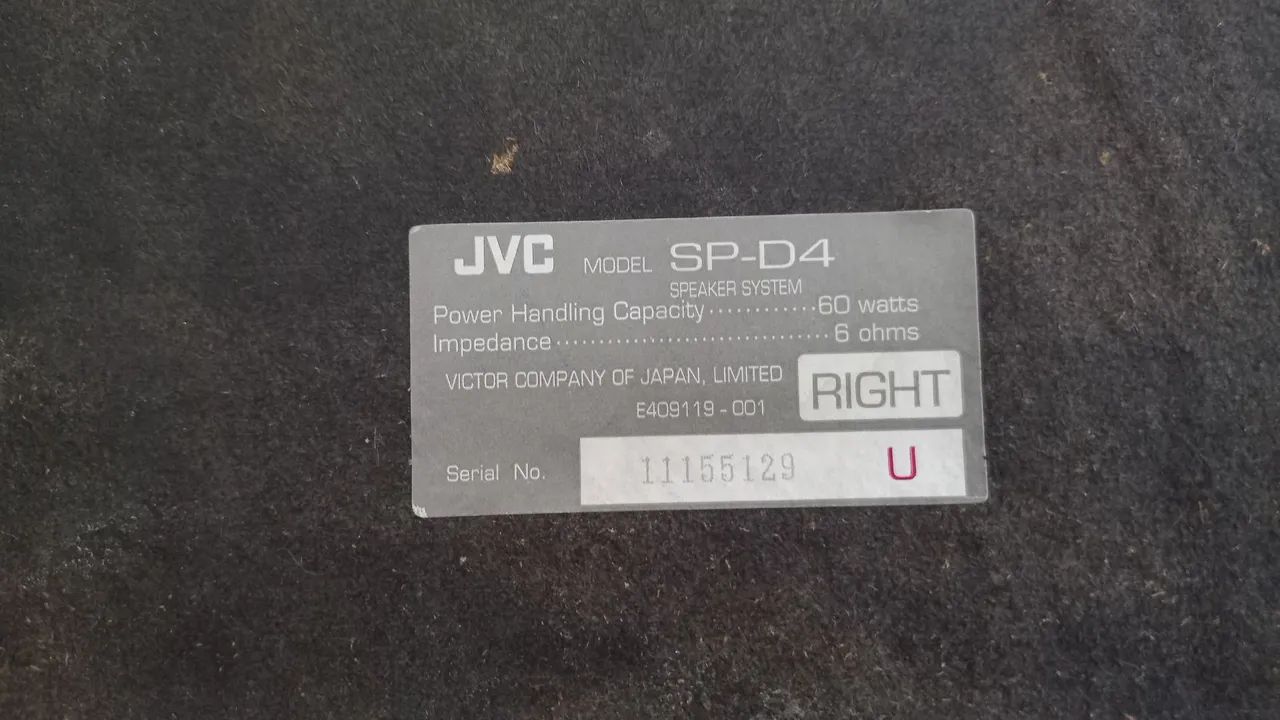 JVC MODEL SP-D4
SPEAKER SYSTEM
Power Handling Capacity ············60 watts
Impedance ······························6 ohms
VICTOR COMPANY OF JAPAN, LIMITED
RIGHT
E409119-001
Serial No. 11155129 U